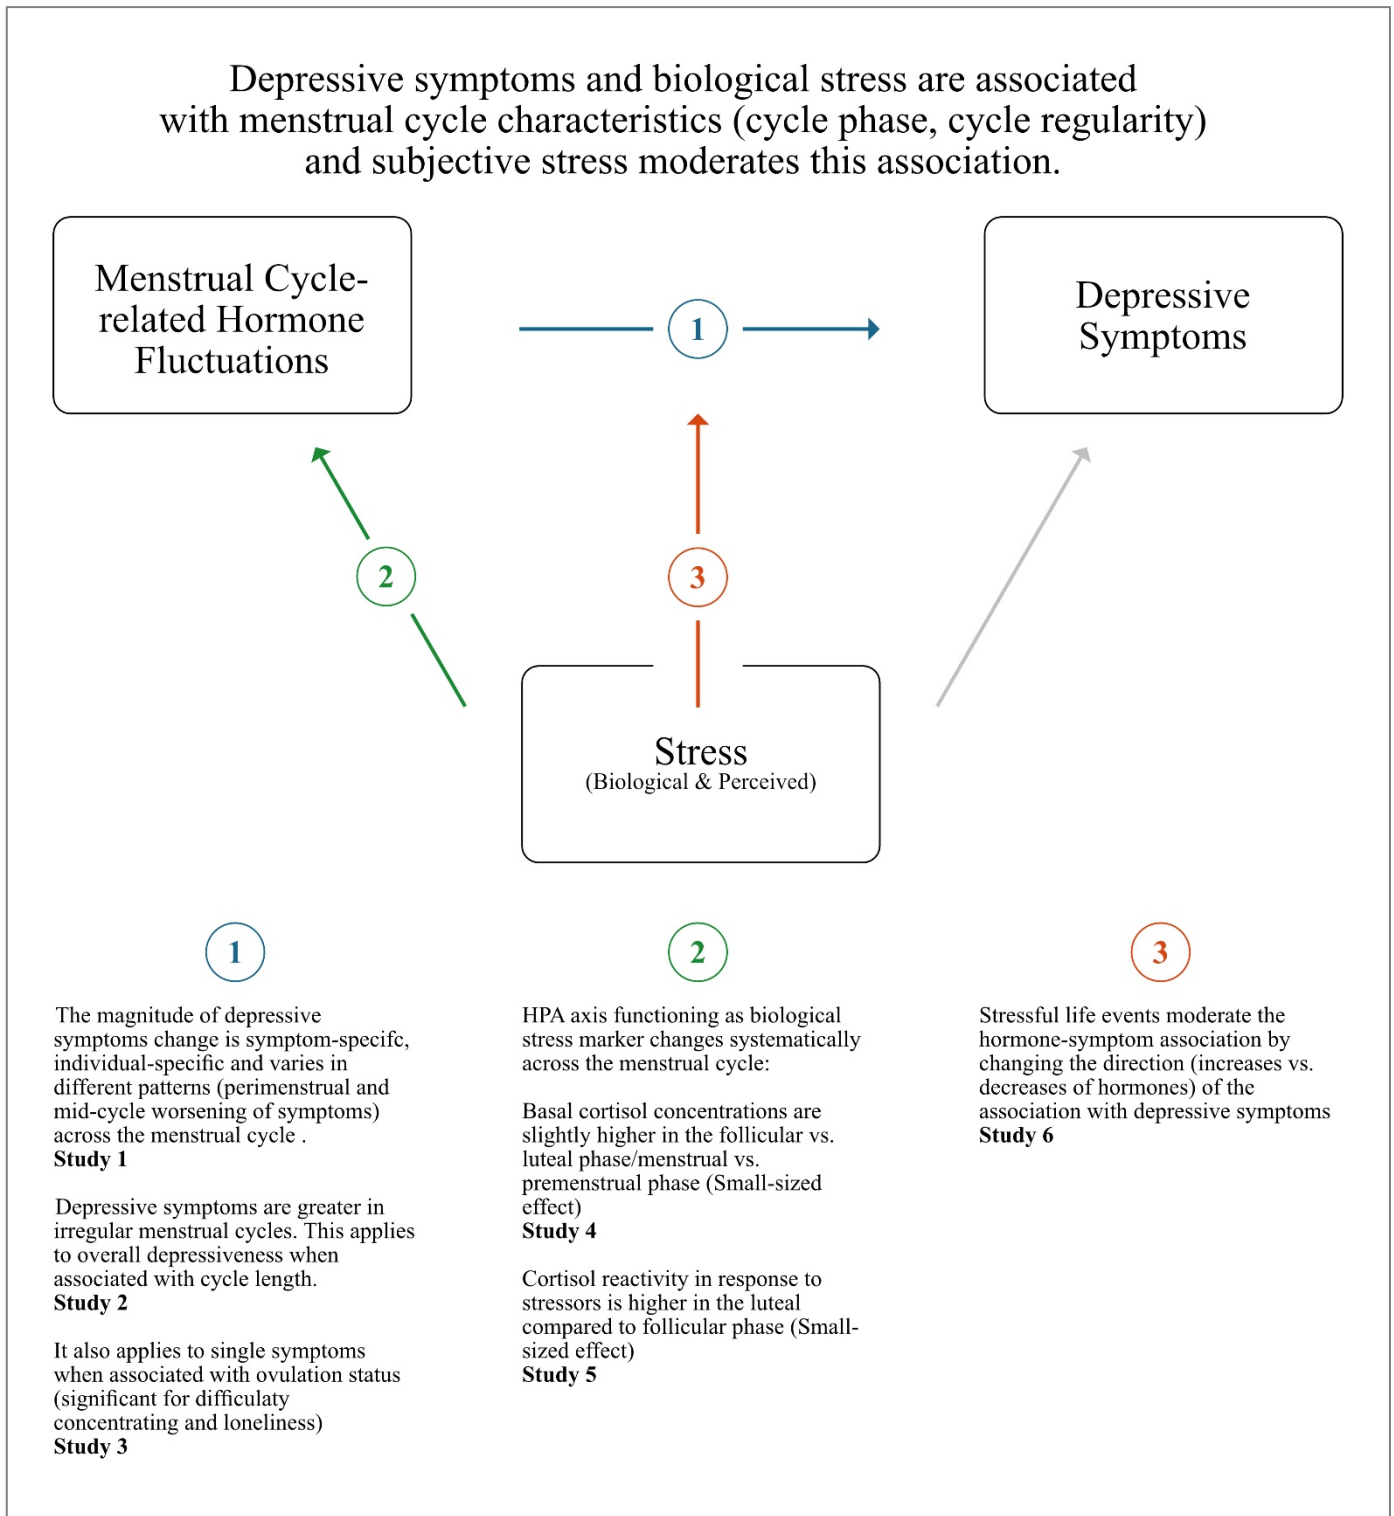 Depressive symptoms and biological stress are associated
with menstrual cycle characteristics (cycle phase, cycle regularity)
and subjective stress moderates this association.
Menstrual Cycle-
related Hormone
Fluctuations
1
Depressive
Symptoms
2
3
Stress
(Biological & Perceived)
1
The magnitude of depressive
symptoms change is symptom-specifc,
individual-specific and varies in
different patterns (perimenstrual and
mid-cycle worsening of symptoms)
across the menstrual cycle .
Study 1
Depressive symptoms are greater in
irregular menstrual cycles. This applies
to overall depressiveness when
associated with cycle length.
Study 2
It also applies to single symptoms
when associated with ovulation status
(significant for difficulaty
concentrating and loneliness)
Study 3
2
HPA axis functioning as biological
stress marker changes systematically
across the menstrual cycle:
Basal cortisol concentrations are
slightly higher in the follicular vs.
luteal phase/menstrual vs.
premenstrual phase (Small-sized
effect)
Study 4
Cortisol reactivity in response to
stressors is higher in the luteal
compared to follicular phase (Small-
sized effect)
Study 5
3
Stressful life events moderate the
hormone-symptom association by
changing the direction (increases vs.
decreases of hormones) of the
association with depressive symptoms
Study 6